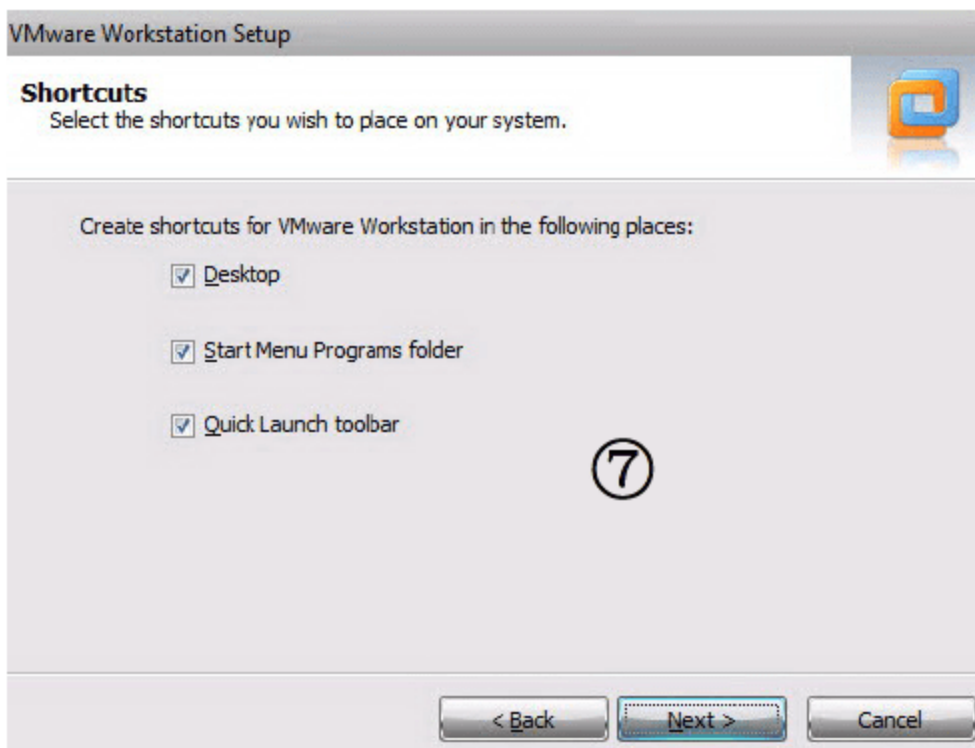 VMware Workstation Setup
Shortcuts
Select the shortcuts you wish to place on your system.
Create shortcuts for VMware Workstation in the following places:
Desktop
Start Menu Programs folder
Quick Launch toolbar
⑦
< Back Next > Cancel